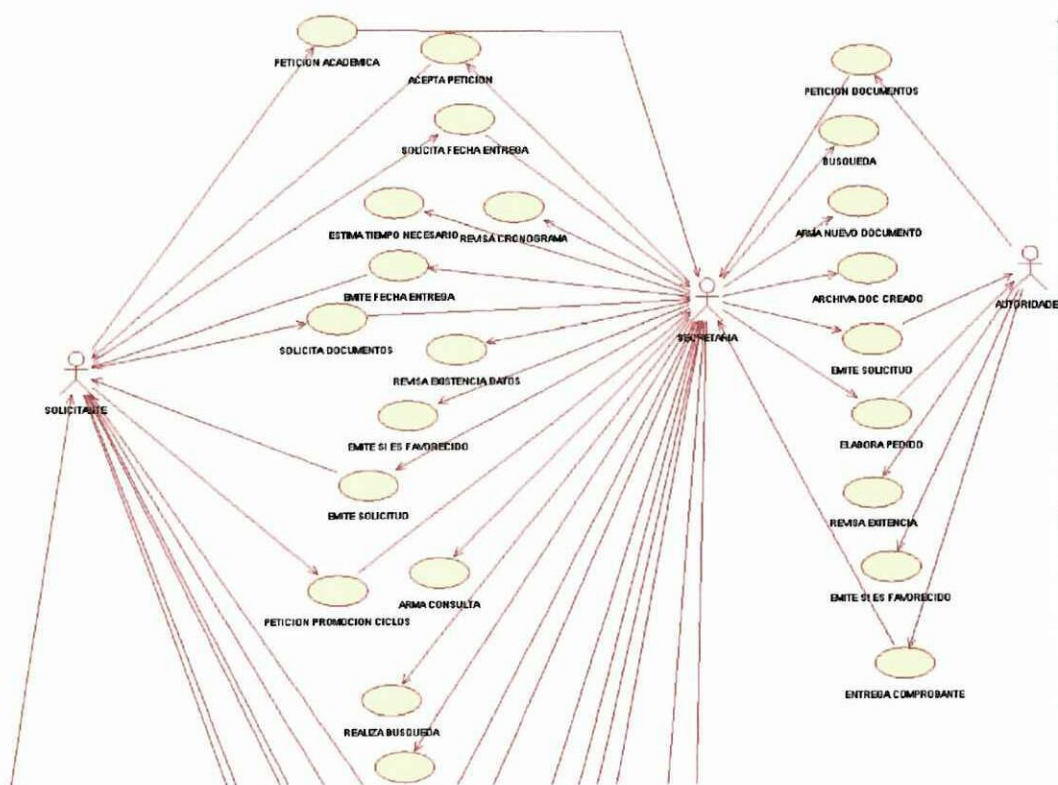 PETICION ACADEMICA
ACEPTA PETICION
PETICION DOCUMENTOS
SOLICITA FECHA ENTREGA
BUSQUEDA
ESTIMA TIEMPO NECESARIO
REVISA CRONOGRAMA
ARMA NUEVO DOCUMENTO
EMITE FECHA ENTREGA
ARCHIVA DOC CREADO
AUTORIDADE
SECRETARIA
SOLICITA DOCUMENTOS
EMITE SOLICITUD
REVISA EXISTENCIA DATOS
SOLICITANTE
EMITE SI ES FAVORECIDO
ELABORA PEDIDO
EMITE SOLICITUD
REVISA EXITENCIA
ARMA CONSULTA
EMITE SI ES FAVORECIDO
PETICION PROMOCION CICLOS
ENTREGA COMPROBANTE
REALIZA BUSQUEDA